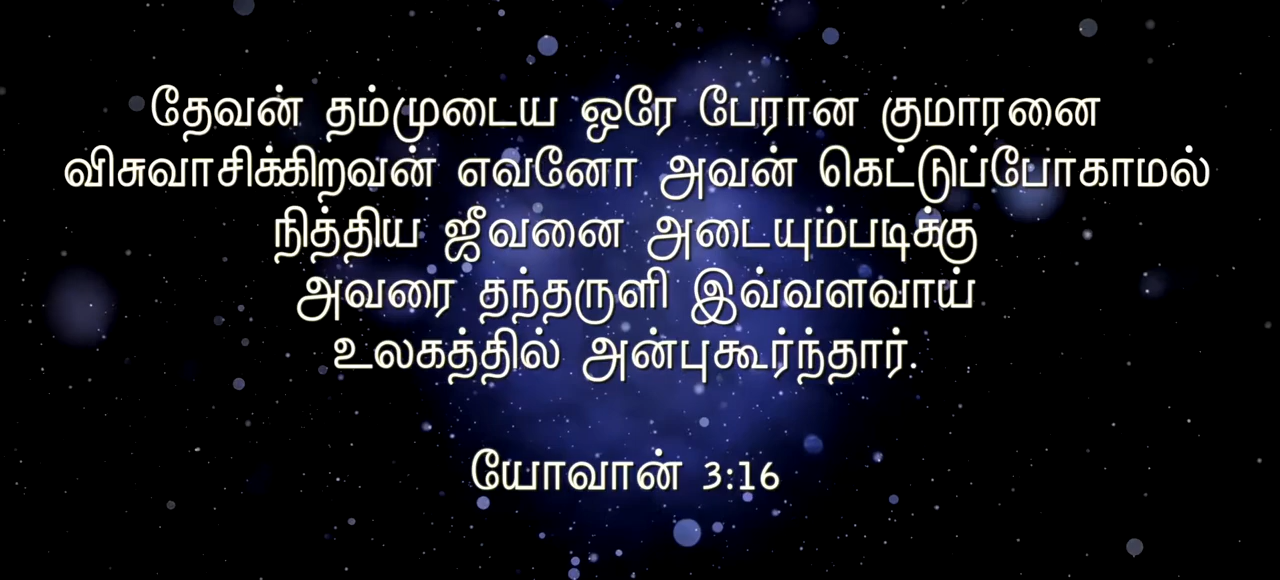 தேவன் தம்முடைய ஒரே பேரான குமாரனை
விசுவாசிக்கிறவன் எவனோ அவன் கெட்டுப்போகாமல்
நித்திய ஜீவனை அடையும்படிக்கு
அவரை தந்தருளி இவ்வளவாய்
உலகத்தில் அன்புகூர்ந்தார்.
யோவான் 3:16